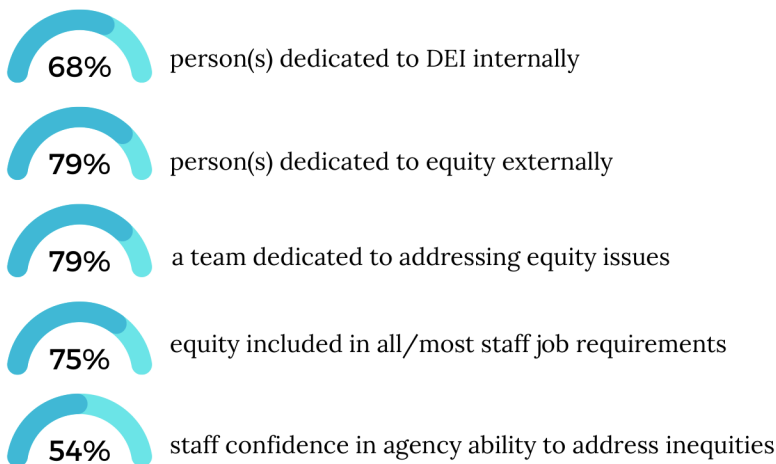 68% person(s) dedicated to DEI internally
79% person(s) dedicated to equity externally
79% a team dedicated to addressing equity issues
75% equity included in all/most staff job requirements
54% staff confidence in agency ability to address inequities